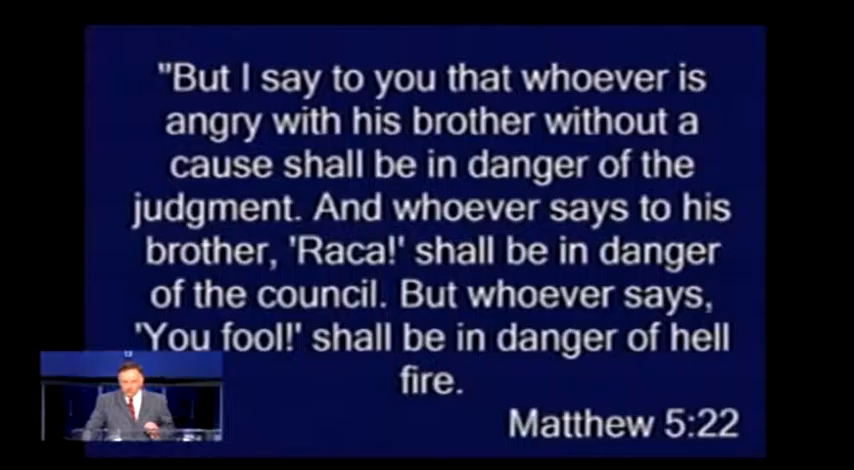 "But I say to you that whoever is
angry with his brother without a
cause shall be in danger of the
judgment. And whoever says to his
brother, 'Raca!' shall be in danger
of the council. But whoever says,
'You fool!' shall be in danger of hell
fire.
Matthew 5:22